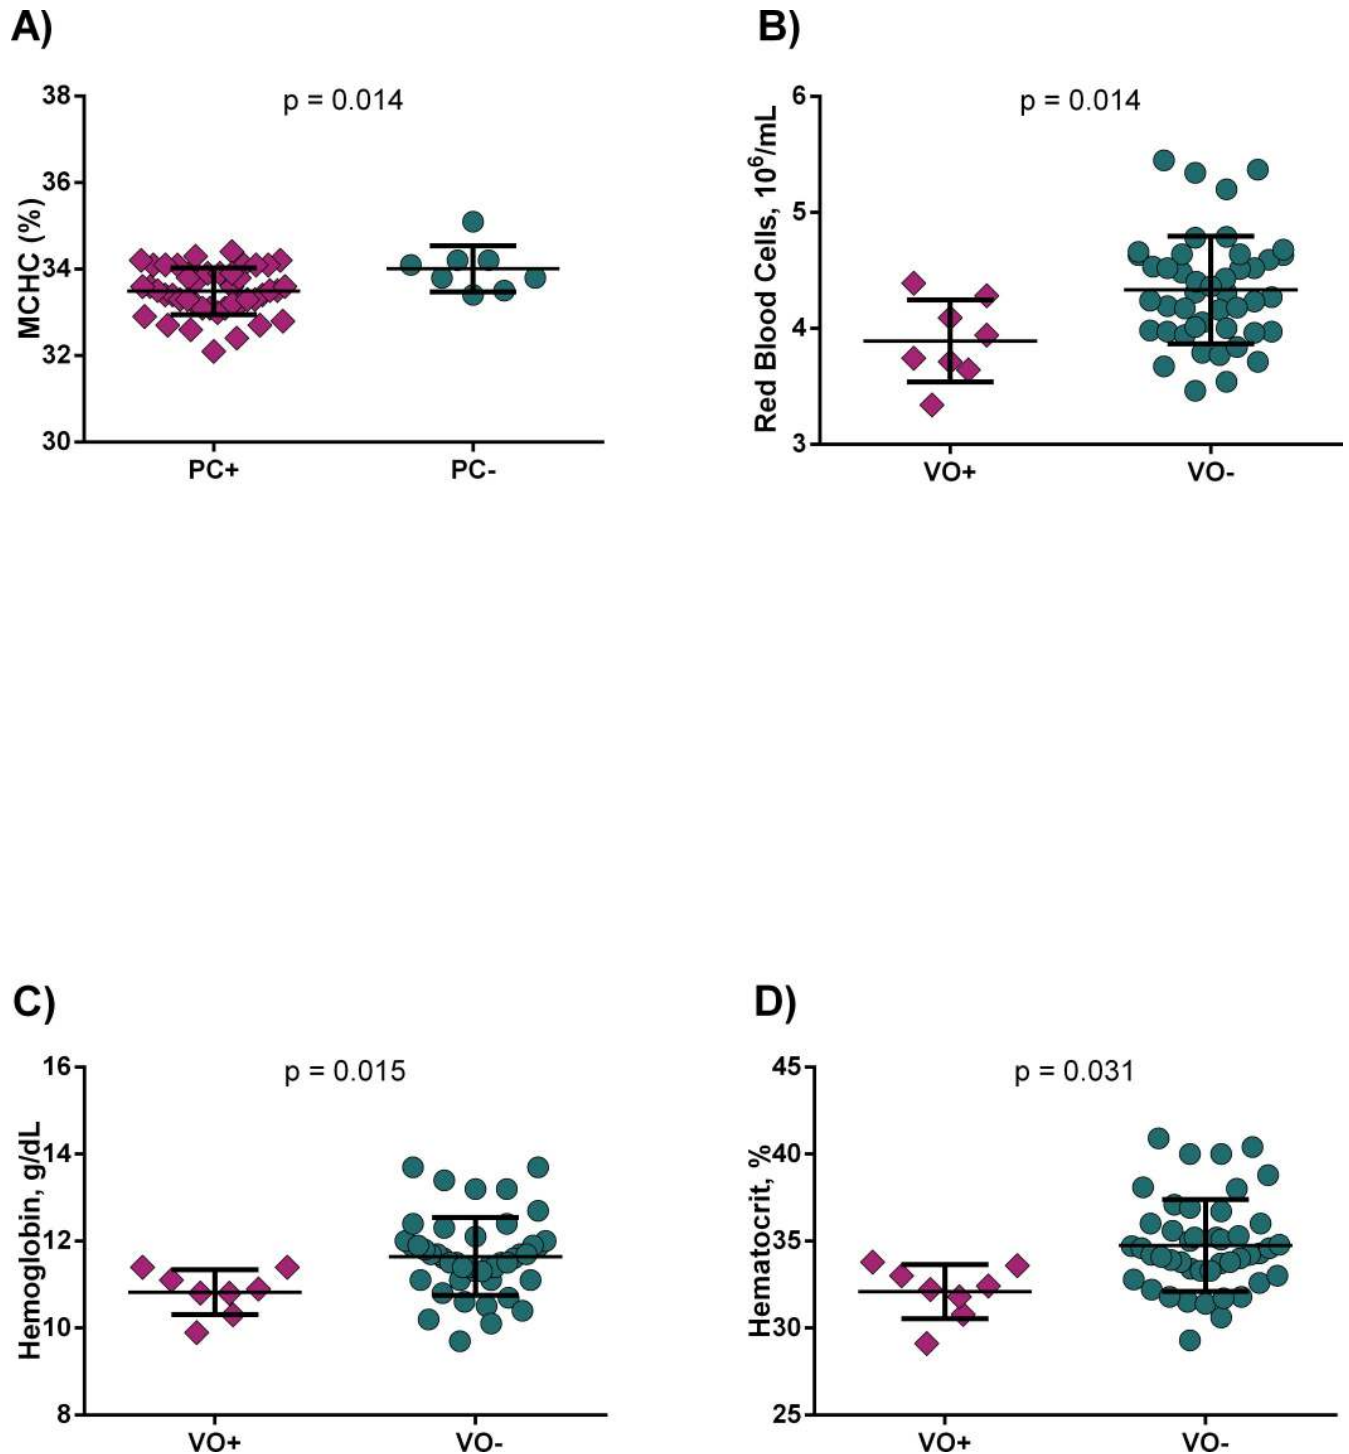 A)
p = 0.014
MCHC (%)
38
36
34
32
30
PC+
PC-
B)
p = 0.014
Red Blood Cells, 10⁶/mL
6
5
4
3
VO+
VO-
C)
p = 0.015
Hemoglobin, g/dL
16
14
12
10
8
VO+
VO-
D)
p = 0.031
Hematocrit, %
45
40
35
30
25
VO+
VO-